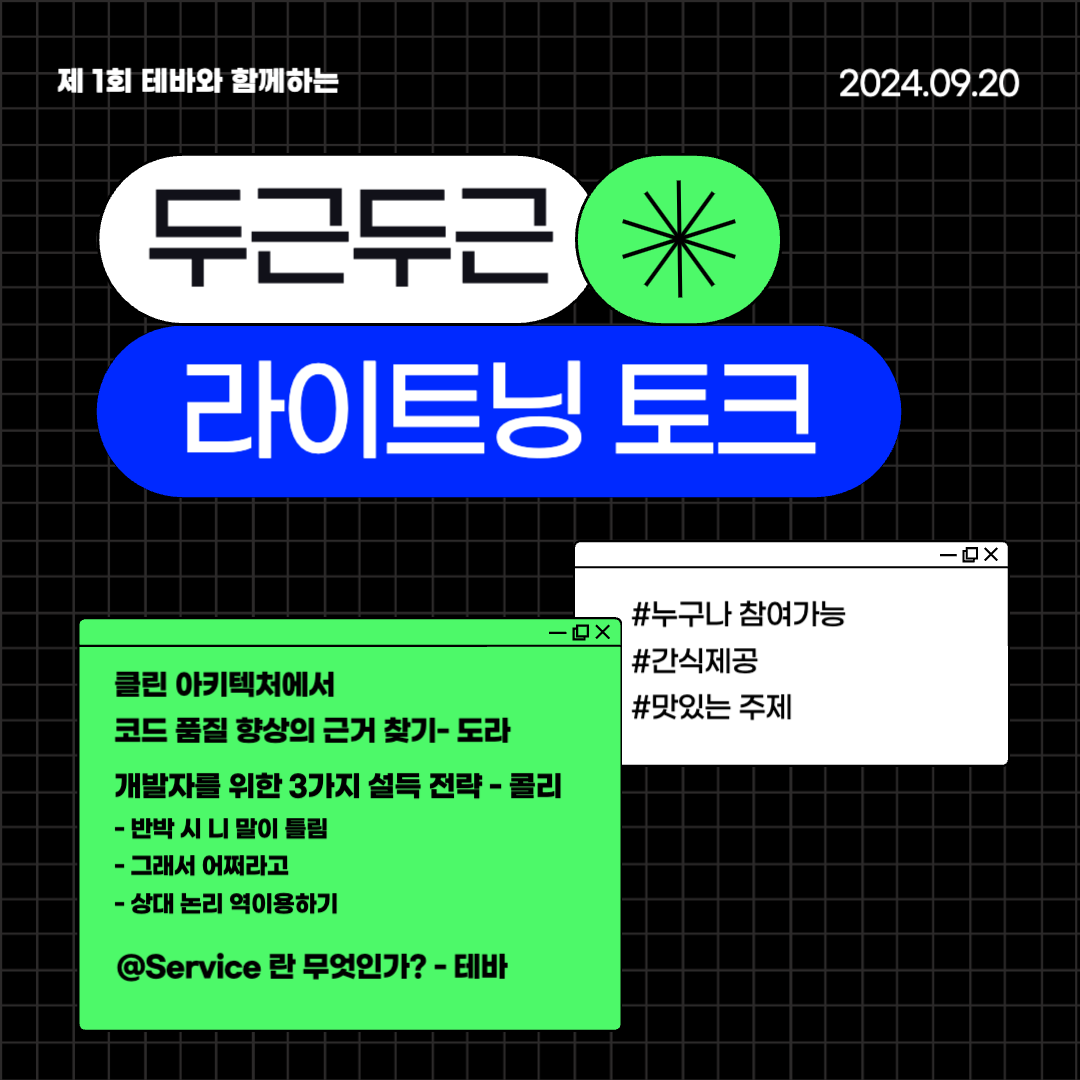 제 1회 테바와 함께하는
2024.09.20
두근두근
라이트닝 토크
#누구나 참여가능
#간식제공
#맛있는 주제
클린 아키텍처에서
코드 품질 향상의 근거 찾기- 도라
개발자를 위한 3가지 설득 전략 - 콜리
- 반박 시 니 말이 틀림
- 그래서 어쩌라고
- 상대 논리 역이용하기
@Service 란 무엇인가? - 테바